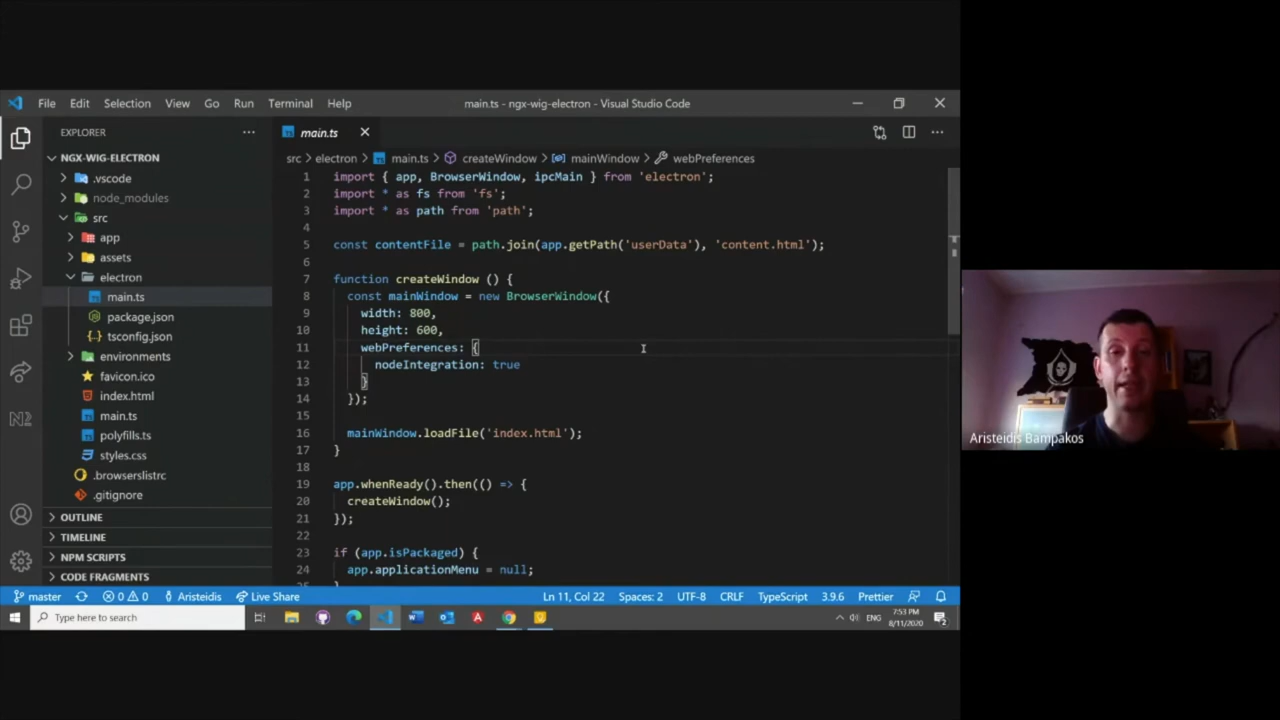 File Edit Selection View Go Run Terminal Help
main.ts - ngx-wig-electron - Visual Studio Code
EXPLORER
NGX-WIG-ELECTRON
.vscode
node_modules
src
app
assets
electron
main.ts
package.json
tsconfig.json
environments
favicon.ico
index.html
main.ts
polyfills.ts
styles.css
.browserslistrc
.gitignore
OUTLINE
TIMELINE
NPM SCRIPTS
CODE FRAGMENTS
main.ts
src > electron > main.ts > createWindow > mainWindow > webPreferences
1 import { app, BrowserWindow, ipcMain } from 'electron';
2 import * as fs from 'fs';
3 import * as path from 'path';
4
5 const contentFile = path.join(app.getPath('userData'), 'content.html');
6
7 function createWindow () {
8 const mainWindow = new BrowserWindow({
9 width: 800,
10 height: 600,
11 webPreferences: {
12 nodeIntegration: true
13 }
14 });
15
16 mainWindow.loadFile('index.html');
17 }
18
19 app.whenReady().then(() => {
20 createWindow();
21 });
22
23 if (app.isPackaged) {
24 app.applicationMenu = null;
master 0 0 Aristeidis Live Share Ln 11, Col 22 Spaces: 2 UTF-8 CRLF TypeScript 3.9.6 Prettier
Type here to search
ENG
7:53 PM
8/11/2020
Aristeidis Bampakos